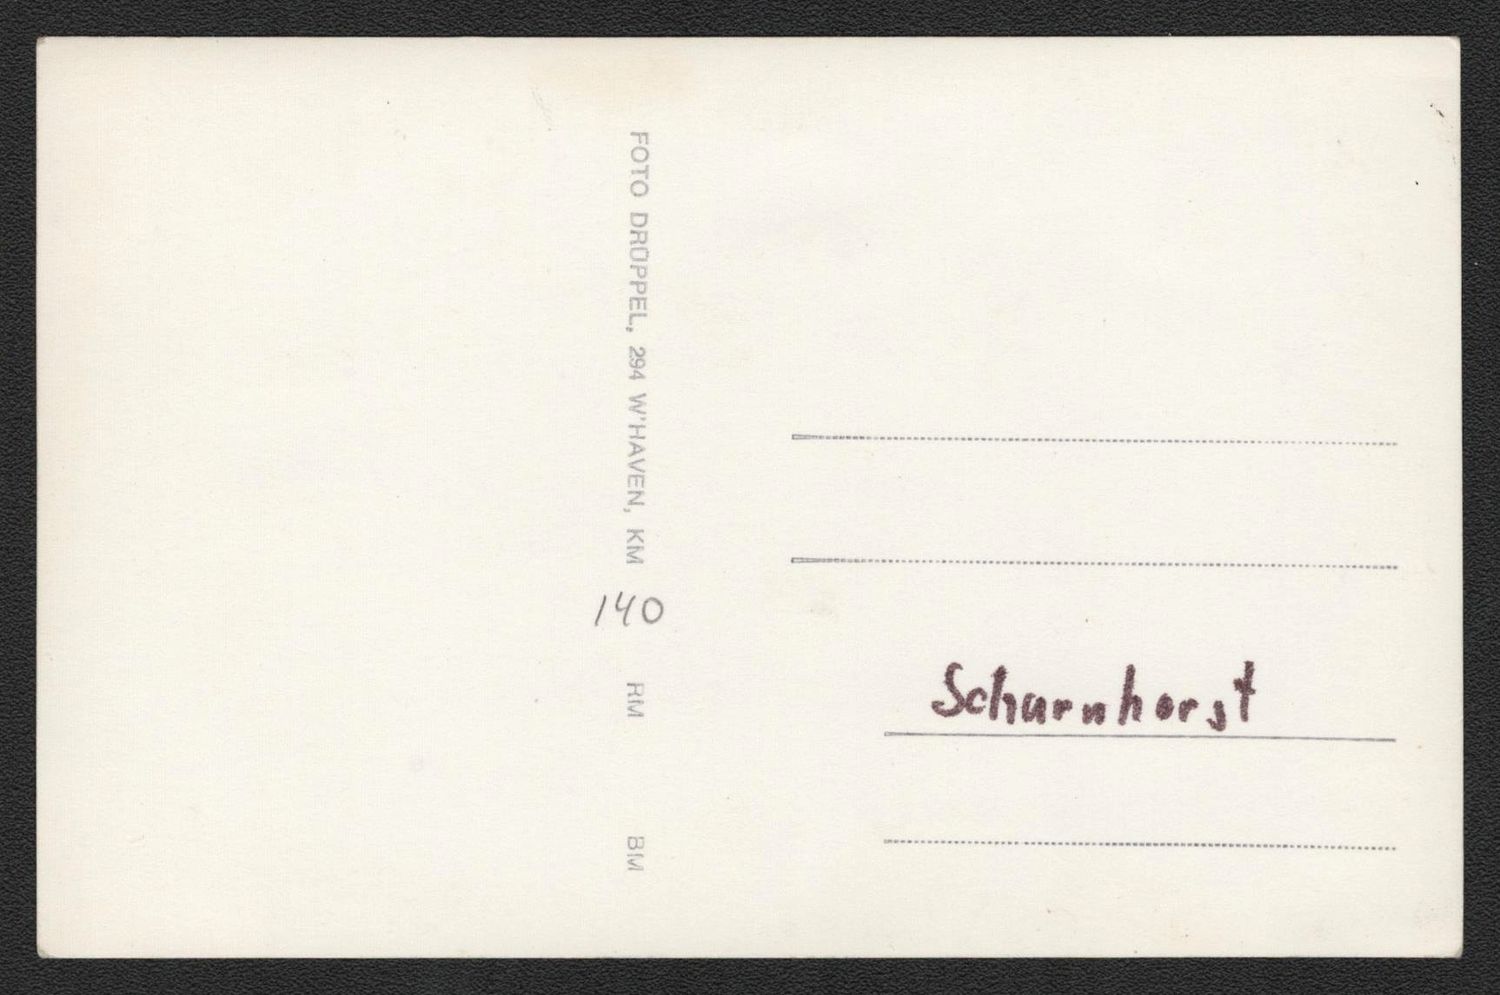 FOTO DRÜPPEL, 294 W'HAVEN, KM 140 RM BM
Scharnhorst